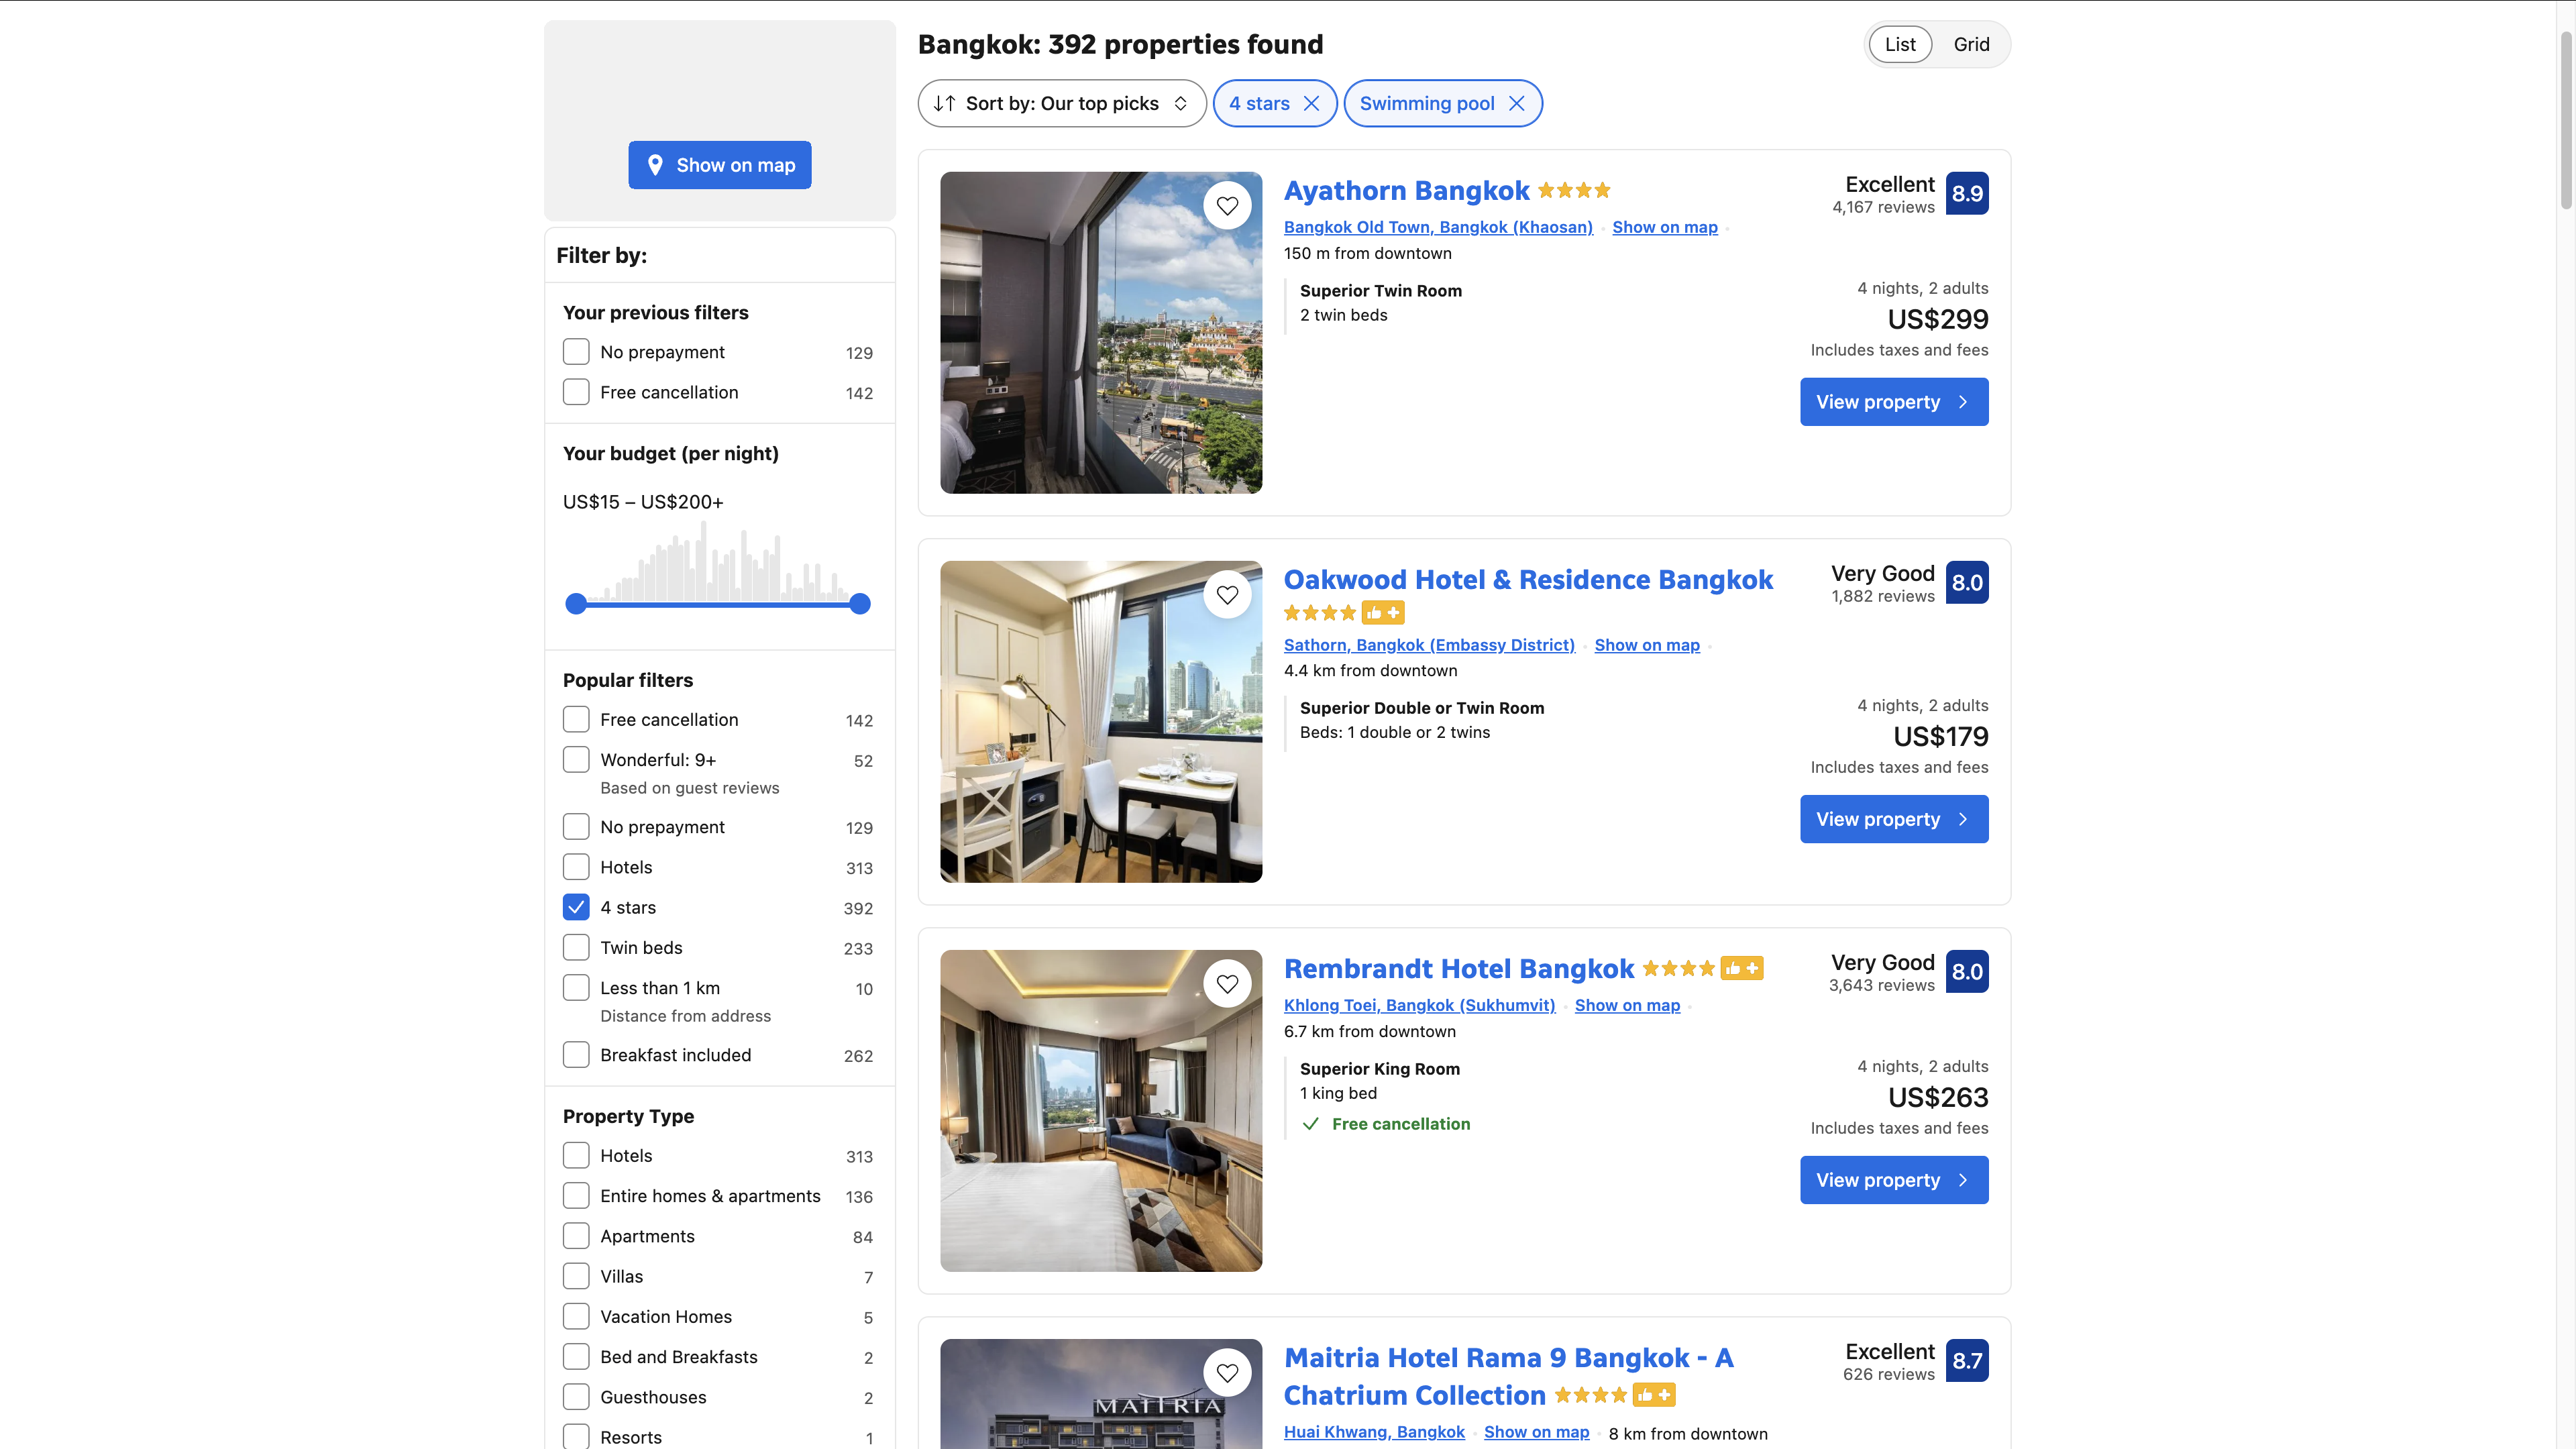 Bangkok: 392 properties found
List
Grid
Sort by: Our top picks
4 stars
Swimming pool
Show on map
Filter by:
Your previous filters
No prepayment 129
Free cancellation 142
Your budget (per night)
US$15 – US$200+
Popular filters
Free cancellation 142
Wonderful: 9+ 52
Based on guest reviews
No prepayment 129
Hotels 313
4 stars 392
Twin beds 233
Less than 1 km 10
Distance from address
Breakfast included 262
Property Type
Hotels 313
Entire homes & apartments 136
Apartments 84
Villas 7
Vacation Homes 5
Bed and Breakfasts 2
Guesthouses 2
Resorts 1
Ayathorn Bangkok
Excellent 8.9
4,167 reviews
Bangkok Old Town, Bangkok (Khaosan) Show on map
150 m from downtown
Superior Twin Room
2 twin beds
4 nights, 2 adults
US$299
Includes taxes and fees
View property
Oakwood Hotel & Residence Bangkok
Very Good 8.0
1,882 reviews
Sathorn, Bangkok (Embassy District) Show on map
4.4 km from downtown
Superior Double or Twin Room
Beds: 1 double or 2 twins
4 nights, 2 adults
US$179
Includes taxes and fees
View property
Rembrandt Hotel Bangkok
Very Good 8.0
3,643 reviews
Khlong Toei, Bangkok (Sukhumvit) Show on map
6.7 km from downtown
Superior King Room
1 king bed
Free cancellation
4 nights, 2 adults
US$263
Includes taxes and fees
View property
MAITRIA
Maitria Hotel Rama 9 Bangkok - A
Chatrium Collection
Excellent 8.7
626 reviews
Huai Khwang, Bangkok Show on map 8 km from downtown